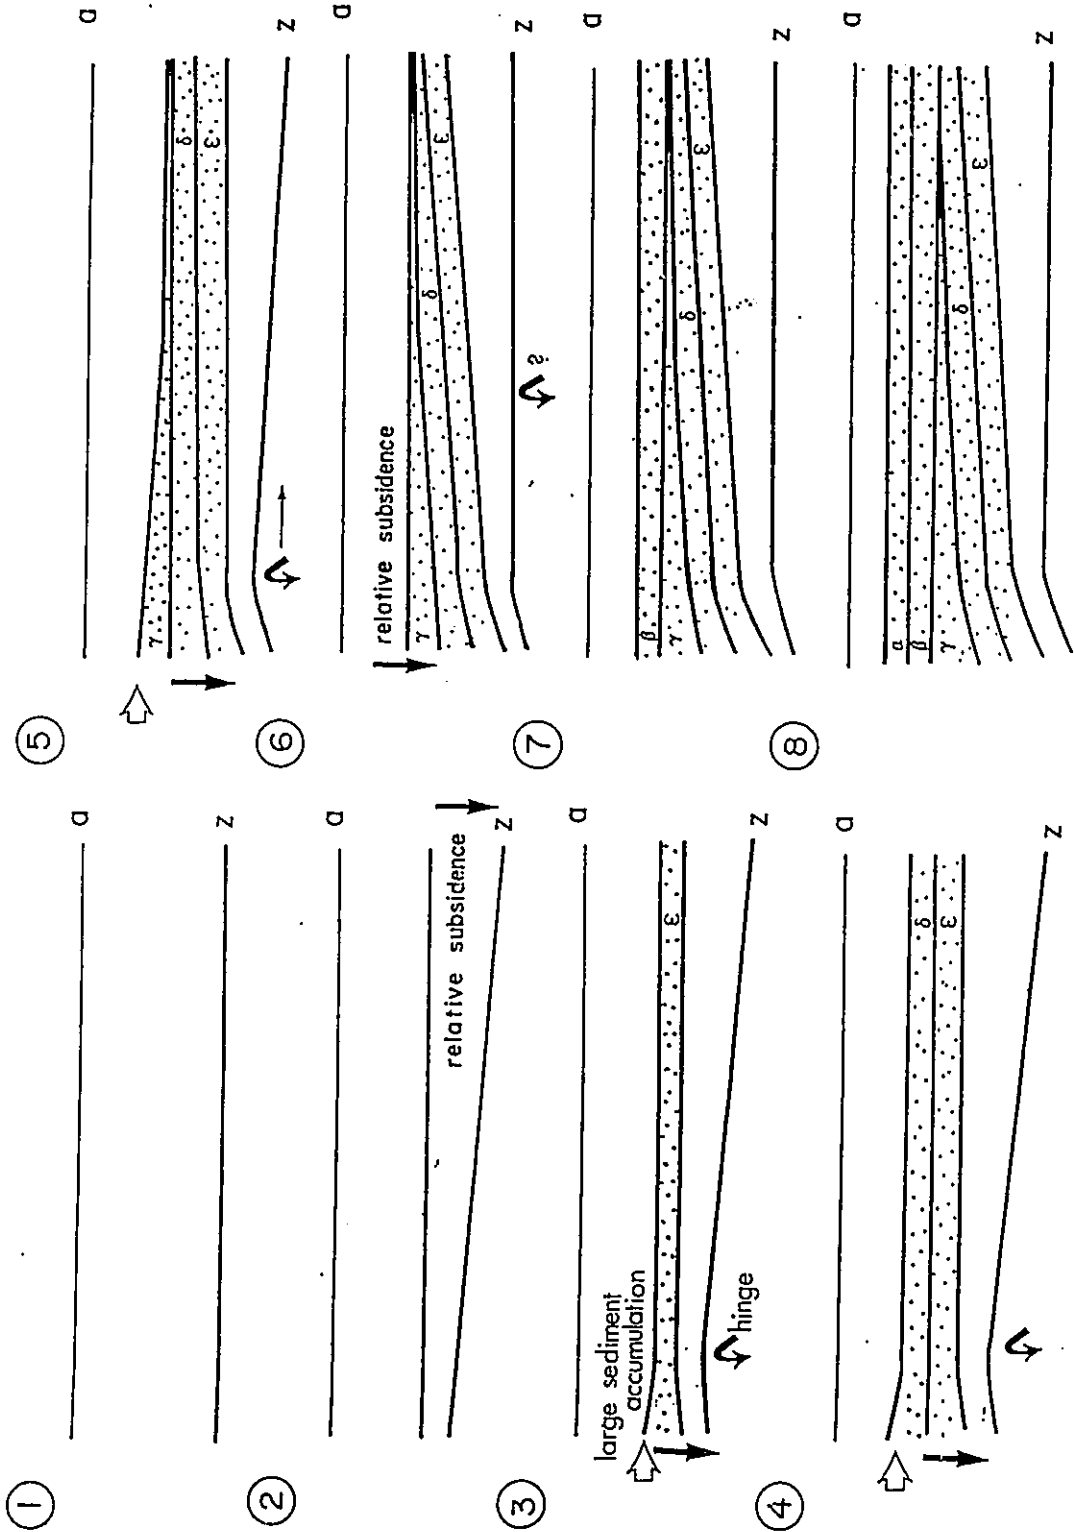 1
a
z
2
a
relative subsidence
z
3
a
large sediment
accumulation
ε
hinge
z
4
a
δ
ε
z
5
a
γ
δ
ε
z
6
a
relative subsidence
γ
δ
ε
?
z
7
a
β
γ
δ
ε
z
8
a
α
β
γ
δ
ε
z